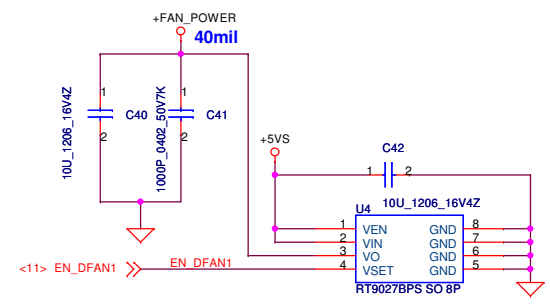 +FAN_POWER
40mil
1
1
10U_1206_16V4Z
C40
1000P_0402_50V7K
C41
2
2
+5VS
C42
1
2
10U_1206_16V4Z
U4
1 VEN GND 8
2 VIN GND 7
3 VO GND 6
4 VSET GND 5
RT9027BPS SO 8P
<11> EN_DFAN1
EN_DFAN1